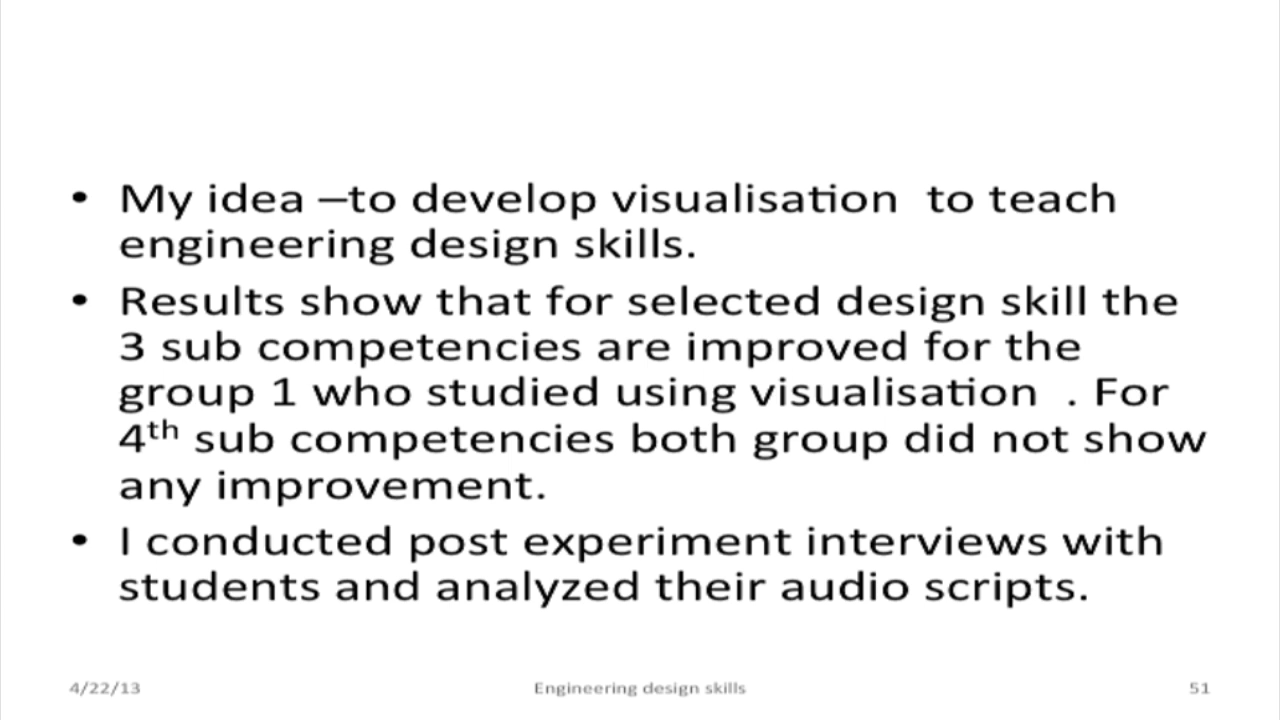 • My idea –to develop visualisation  to teach
engineering design skills.
• Results show that for selected design skill the
3 sub competencies are improved for the
group 1 who studied using visualisation  . For
4th sub competencies both group did not show
any improvement.
• I conducted post experiment interviews with
students and analyzed their audio scripts.
4/22/13 Engineering design skills 51